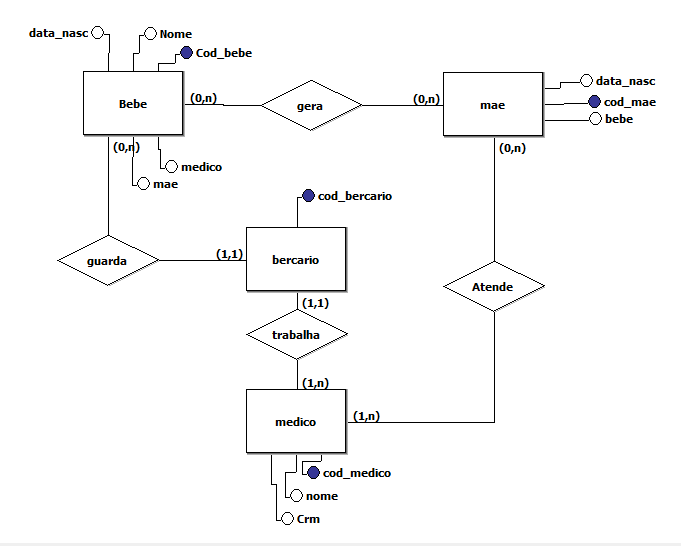 data_nasc
Nome
Cod_bebe
Bebe
(0,n)
gera
(0,n)
mae
data_nasc
cod_mae
bebe
(0,n)
medico
mae
(0,n)
cod_bercario
guarda
(1,1)
bercario
Atende
(1,1)
trabalha
(1,n)
medico
(1,n)
cod_medico
nome
Crm